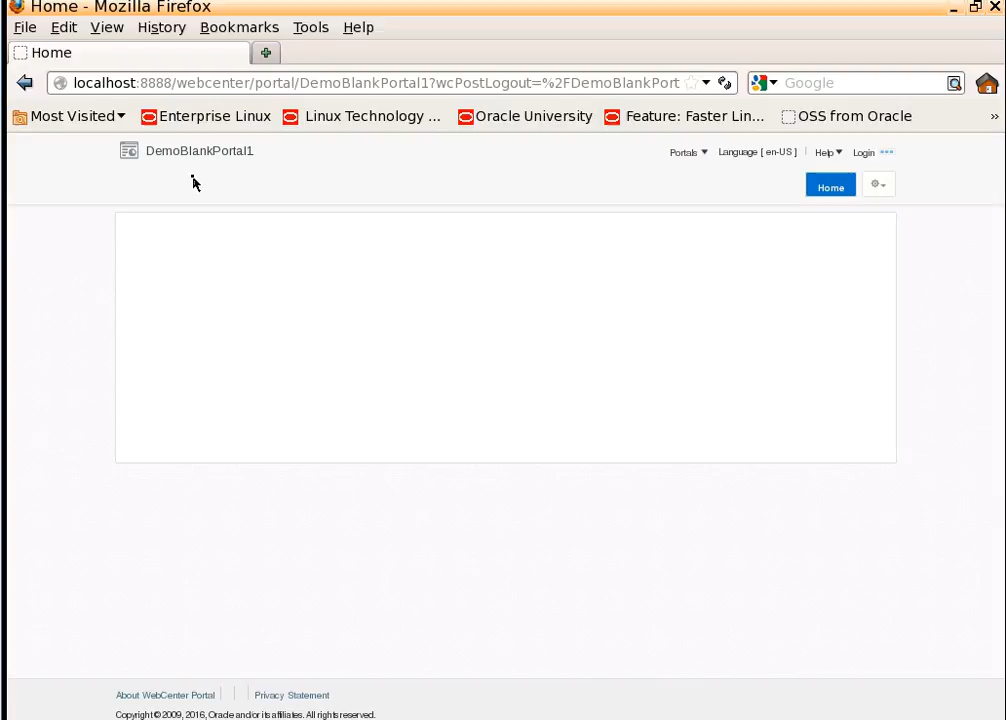 Home - Mozilla Firefox
File Edit View History Bookmarks Tools Help
Home
localhost:8888/webcenter/portal/DemoBlankPortal1?wcPostLogout=%2FDemoBlankPort Google
Most Visited Enterprise Linux Linux Technology ... Oracle University Feature: Faster Lin... OSS from Oracle »
DemoBlankPortal1 Portals Language [ en-US ] Help Login
Home
About WebCenter Portal Privacy Statement
Copyright © 2009, 2016, Oracle and/or its affiliates. All rights reserved.